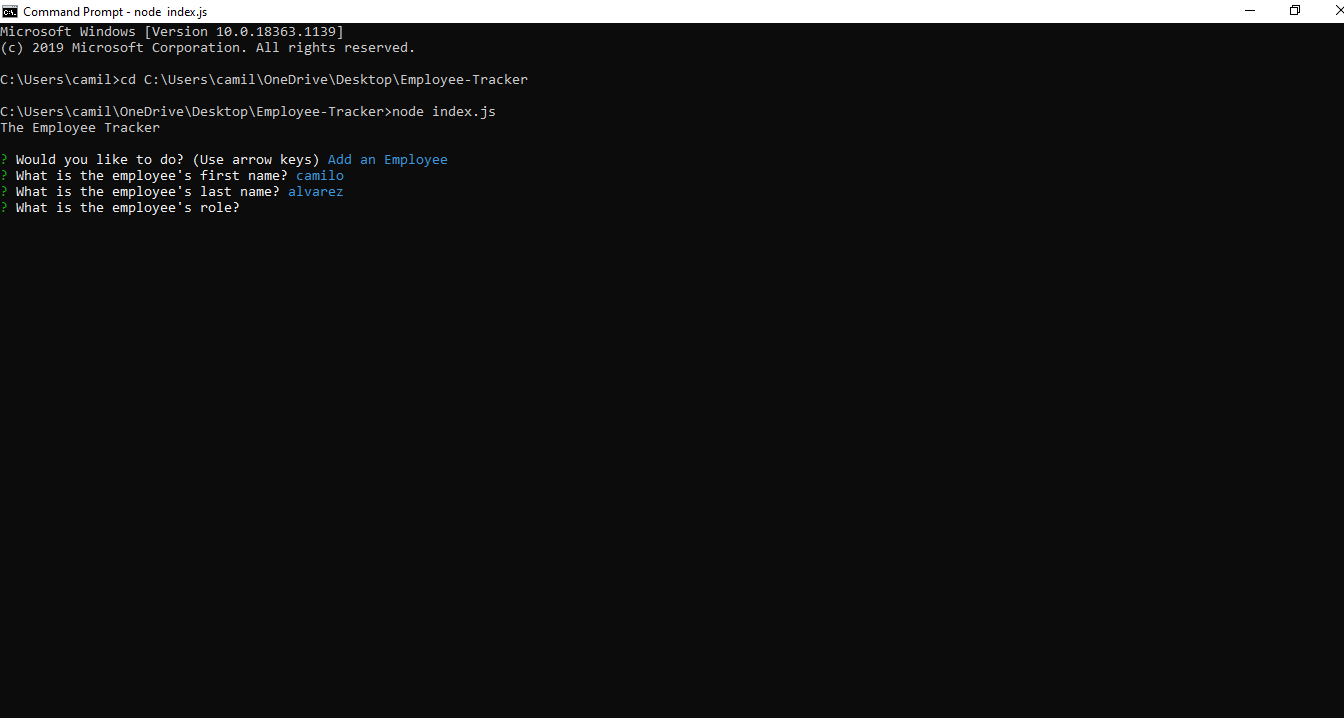 Command Prompt - node  index.js
Microsoft Windows [Version 10.0.18363.1139]
(c) 2019 Microsoft Corporation. All rights reserved.
C:\Users\camil>cd C:\Users\camil\OneDrive\Desktop\Employee-Tracker
C:\Users\camil\OneDrive\Desktop\Employee-Tracker>node index.js
The Employee Tracker
? Would you like to do? (Use arrow keys) Add an Employee
? What is the employee's first name? camilo
? What is the employee's last name? alvarez
? What is the employee's role?